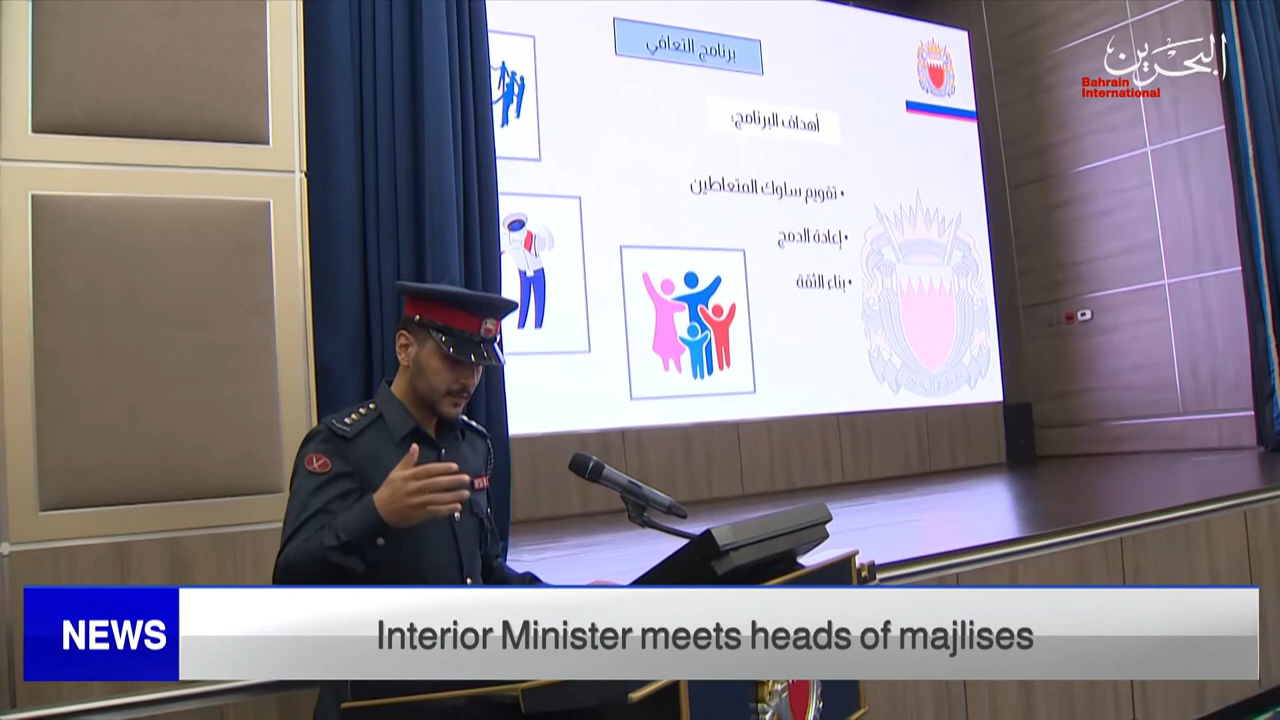 برنامج التعافي
البحرين
Bahrain
International
أهداف البرنامج:
• تقويم سلوك المتعاطين
• إعادة الدمج
• بناء الثقة
NEWS
Interior Minister meets heads of majlises